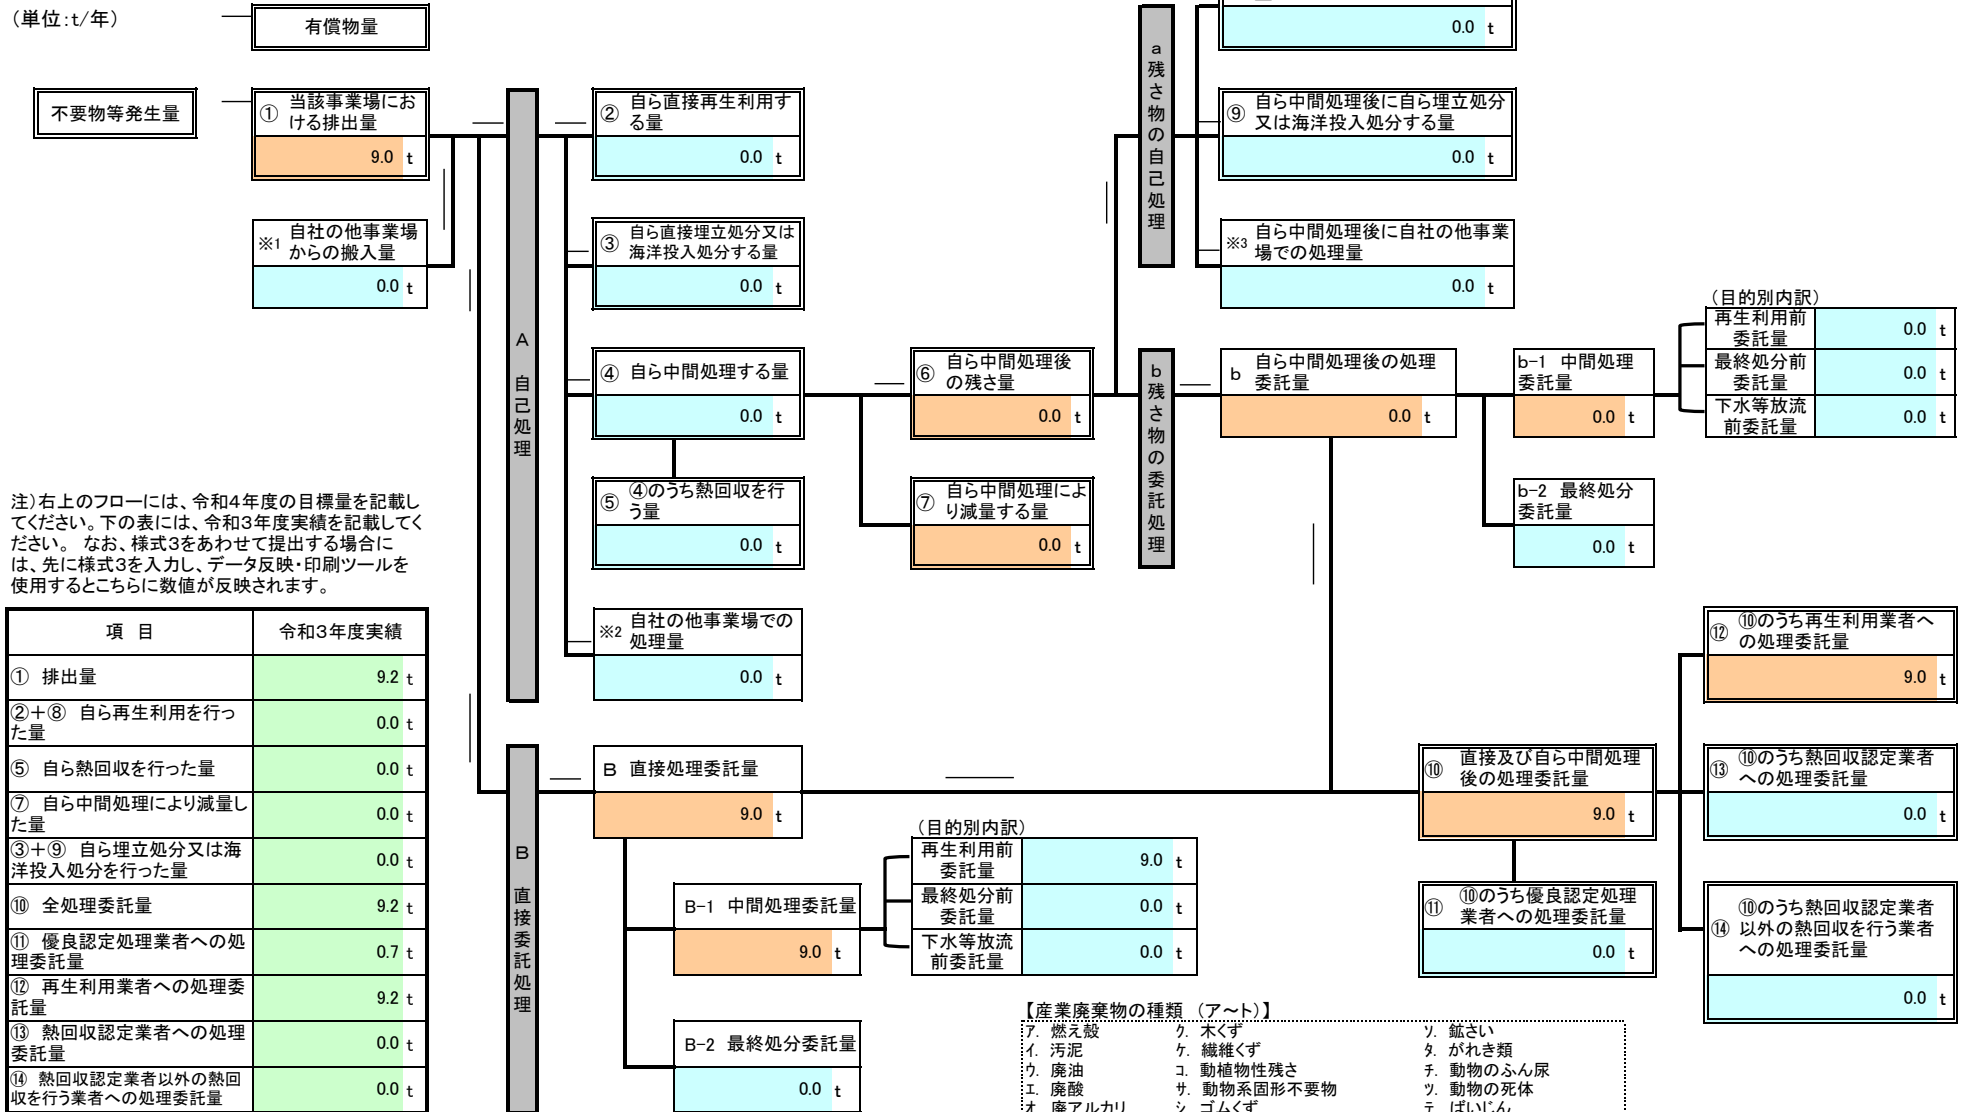 (単位:t/年)
有償物量
0.0 t
不要物等発生量
① 当該事業場にお
ける排出量
9.0 t
※1 自社の他事業場
からの搬入量
0.0 t
A 自己処理
② 自ら直接再生利用す
る量
0.0 t
③ 自ら直接埋立処分又は
海洋投入処分する量
0.0 t
④ 自ら中間処理する量
0.0 t
⑤ ④のうち熱回収を行
う量
0.0 t
※2 自社の他事業場での
処理量
0.0 t
⑥ 自ら中間処理後
の残さ量
0.0 t
⑦ 自ら中間処理によ
り減量する量
0.0 t
a残さ物の自己処理
⑨ 自ら中間処理後に自ら埋立処分
又は海洋投入処分する量
0.0 t
※3 自ら中間処理後に自社の他事業
場での処理量
0.0 t
b残さ物の委託処理
b 自ら中間処理後の処理
委託量
0.0 t
b-1 中間処理
委託量
0.0 t
b-2 最終処分
委託量
0.0 t
(目的別内訳)
再生利用前
委託量
0.0 t
最終処分前
委託量
0.0 t
下水等放流
前委託量
0.0 t
注)右上のフローには、令和4年度の目標量を記載し
てください。下の表には、令和3年度実績を記載してく
ださい。 なお、様式3をあわせて提出する場合に
は、先に様式3を入力し、データ反映・印刷ツールを
使用するとこちらに数値が反映されます。
項 目 令和3年度実績
① 排出量 9.2 t
②+⑧ 自ら再生利用を行っ
た量 0.0 t
⑤ 自ら熱回収を行った量 0.0 t
⑦ 自ら中間処理により減量し
た量 0.0 t
③+⑨ 自ら埋立処分又は海
洋投入処分を行った量 0.0 t
⑩ 全処理委託量 9.2 t
⑪ 優良認定処理業者への処
理委託量 0.7 t
⑫ 再生利用業者への処理委
託量 9.2 t
⑬ 熱回収認定業者への処理
委託量 0.0 t
⑭ 熱回収認定業者以外の熱回
収を行う業者への処理委託量 0.0 t
B 直接委託処理
B 直接処理委託量
9.0 t
B-1 中間処理委託量
9.0 t
B-2 最終処分委託量
0.0 t
(目的別内訳)
再生利用前
委託量
9.0 t
最終処分前
委託量
0.0 t
下水等放流
前委託量
0.0 t
⑩ 直接及び自ら中間処理
後の処理委託量
9.0 t
⑪ ⑩のうち優良認定処理
業者への処理委託量
0.0 t
⑫ ⑩のうち再生利用業者へ
の処理委託量
9.0 t
⑬ ⑩のうち熱回収認定業者
への処理委託量
0.0 t
⑭ ⑩のうち熱回収認定業者
以外の熱回収を行う業者
への処理委託量
0.0 t
【産業廃棄物の種類 (ア~ト)】
ア. 燃え殻 ク. 木くず ソ. 鉱さい
イ. 汚泥 ケ. 繊維くず タ. がれき類
ウ. 廃油 コ. 動植物性残さ チ. 動物のふん尿
エ. 廃酸 サ. 動物系固形不要物 ツ. 動物の死体
オ. 廃アルカリ シ. ゴムくず テ. ばいじん